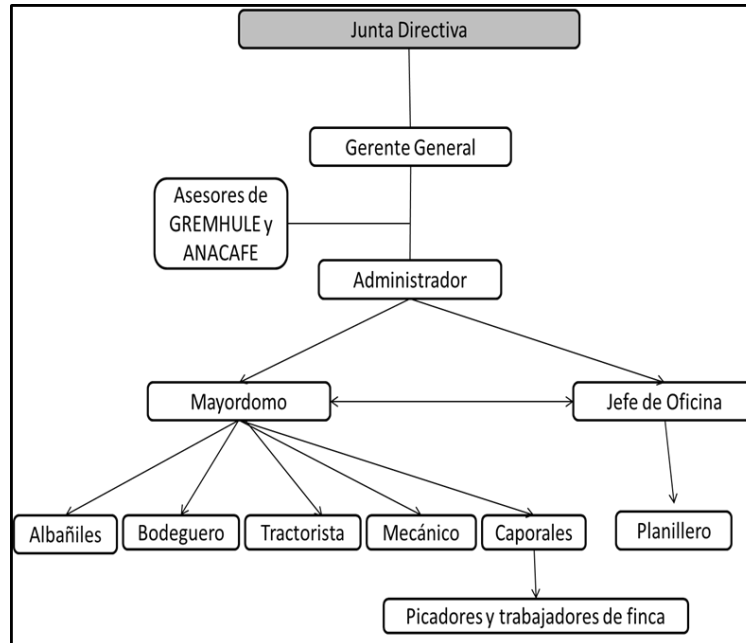 Junta Directiva
Gerente General
Asesores de
GREMHULE y
ANACAFE
Administrador
Mayordomo
Jefe de Oficina
Albañiles
Bodeguero
Tractorista
Mecánico
Caporales
Planillero
Picadores y trabajadores de finca